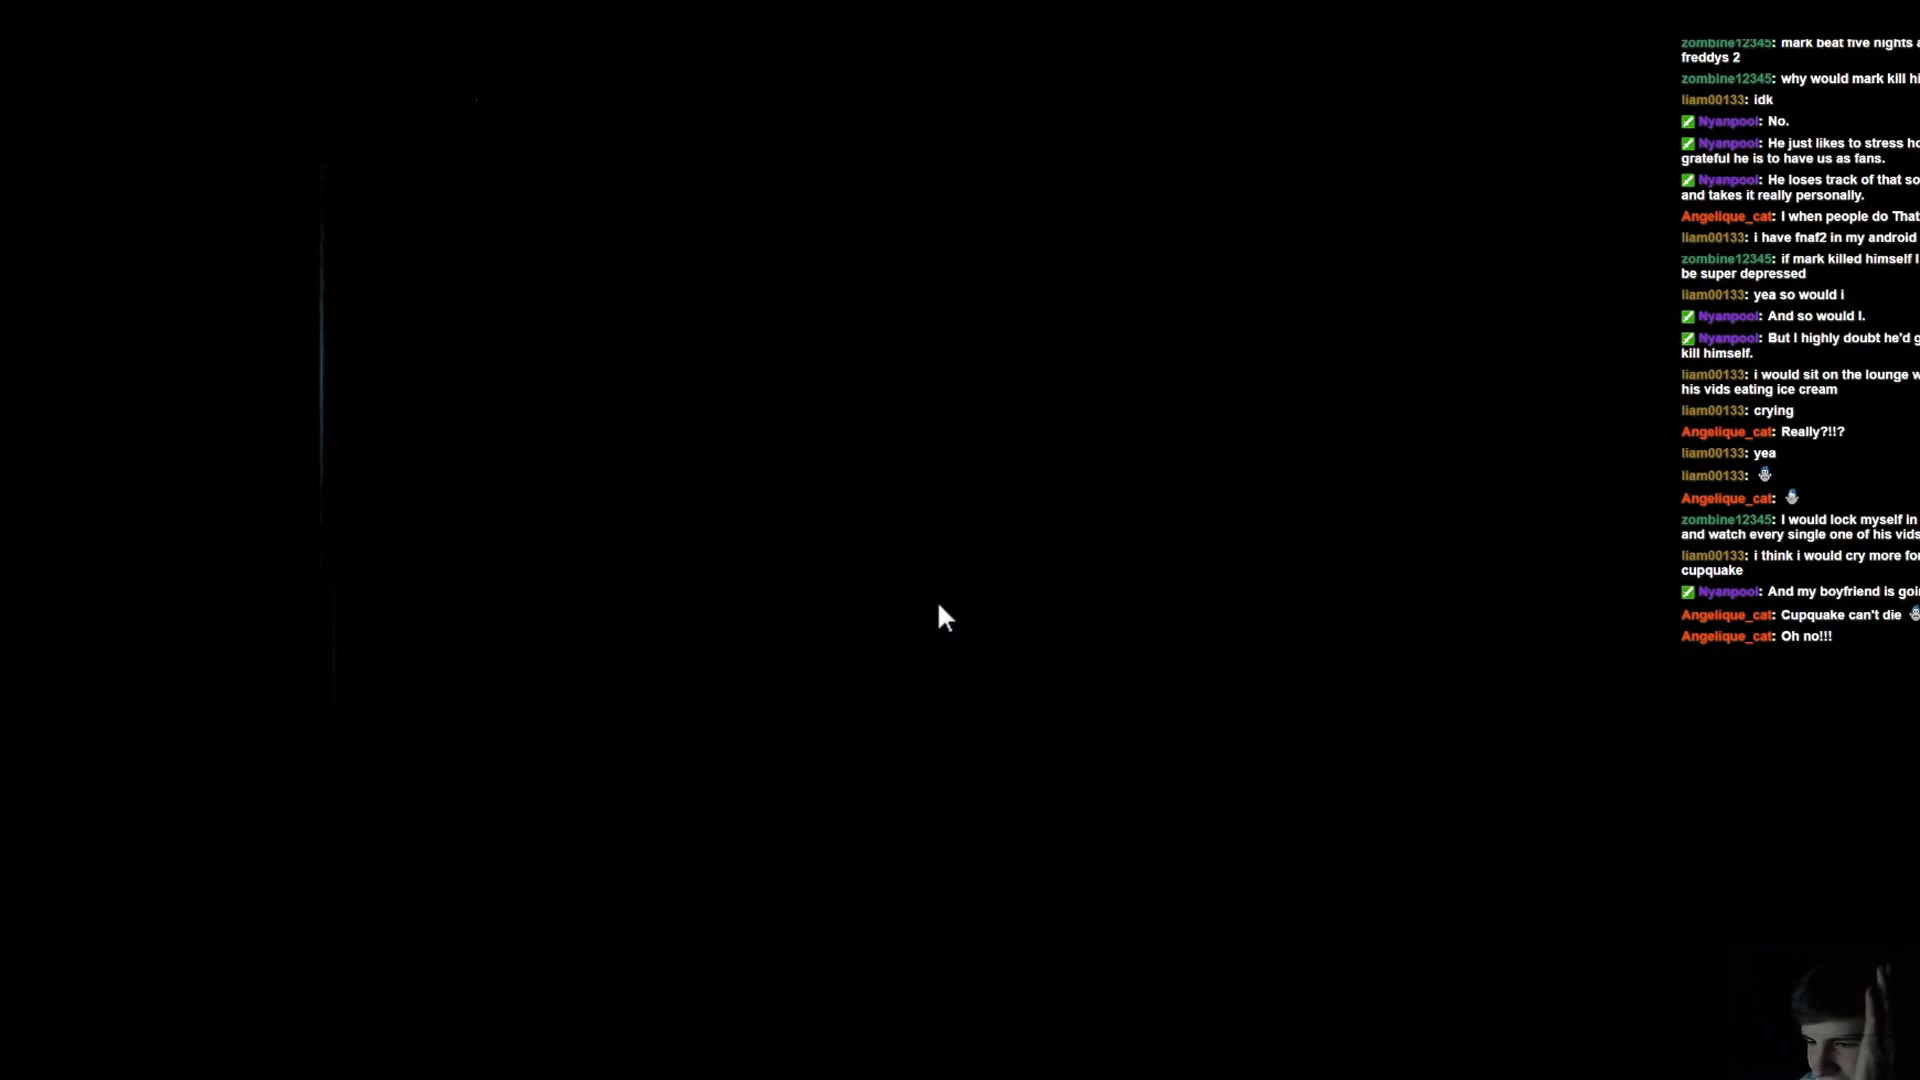 zombine12345: mark beat five nights a
freddys 2
zombine12345: why would mark kill hi
liam00133: idk
Nyanpool: No.
Nyanpool: He just likes to stress ho
grateful he is to have us as fans.
Nyanpool: He loses track of that so
and takes it really personally.
Angelique_cat: I when people do That
liam00133: i have fnaf2 in my android
zombine12345: if mark killed himself I
be super depressed
liam00133: yea so would i
Nyanpool: And so would I.
Nyanpool: But I highly doubt he'd g
kill himself.
liam00133: i would sit on the lounge w
his vids eating ice cream
liam00133: crying
Angelique_cat: Really?!!?
liam00133: yea
liam00133:
Angelique_cat:
zombine12345: I would lock myself in
and watch every single one of his vids
liam00133: i think i would cry more for
cupquake
Nyanpool: And my boyfriend is goi
Angelique_cat: Cupquake can't die
Angelique_cat: Oh no!!!